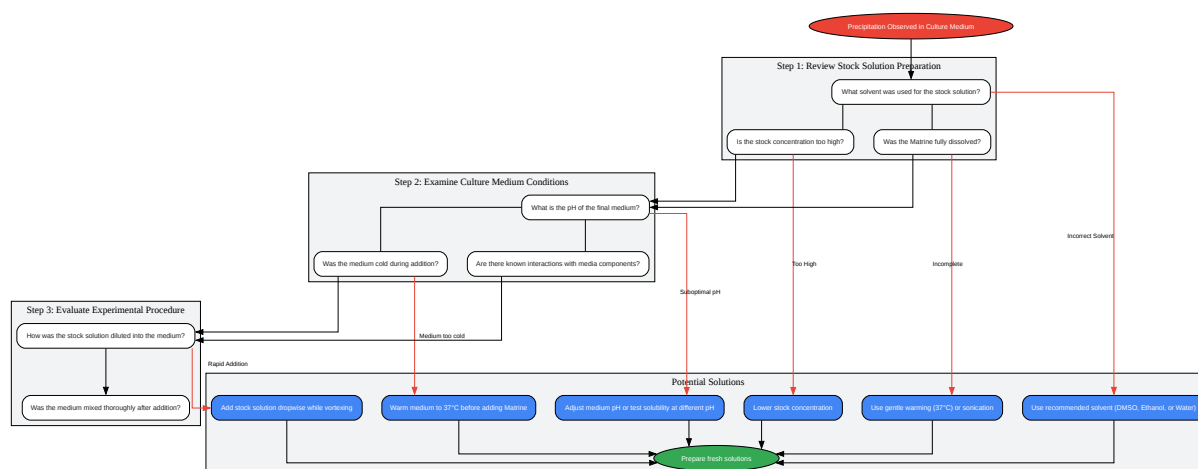 Precipitation Observed in Culture Medium
Step 1: Review Stock Solution Preparation
What solvent was used for the stock solution?
Is the stock concentration too high?
Was the Matrine fully dissolved?
Step 2: Examine Culture Medium Conditions
What is the pH of the final medium?
Was the medium cold during addition?
Are there known interactions with media components?
Incorrect Solvent
Too High
Incomplete
Suboptimal pH
Step 3: Evaluate Experimental Procedure
How was the stock solution diluted into the medium?
Medium too cold
Rapid Addition
Was the medium mixed thoroughly after addition?
Potential Solutions
Add stock solution dropwise while vortexing
Warm medium to 37°C before adding Matrine
Adjust medium pH or test solubility at different pH
Lower stock concentration
Use gentle warming (37°C) or sonication
Use recommended solvent (DMSO, Ethanol, or Water)
Prepare fresh solutions